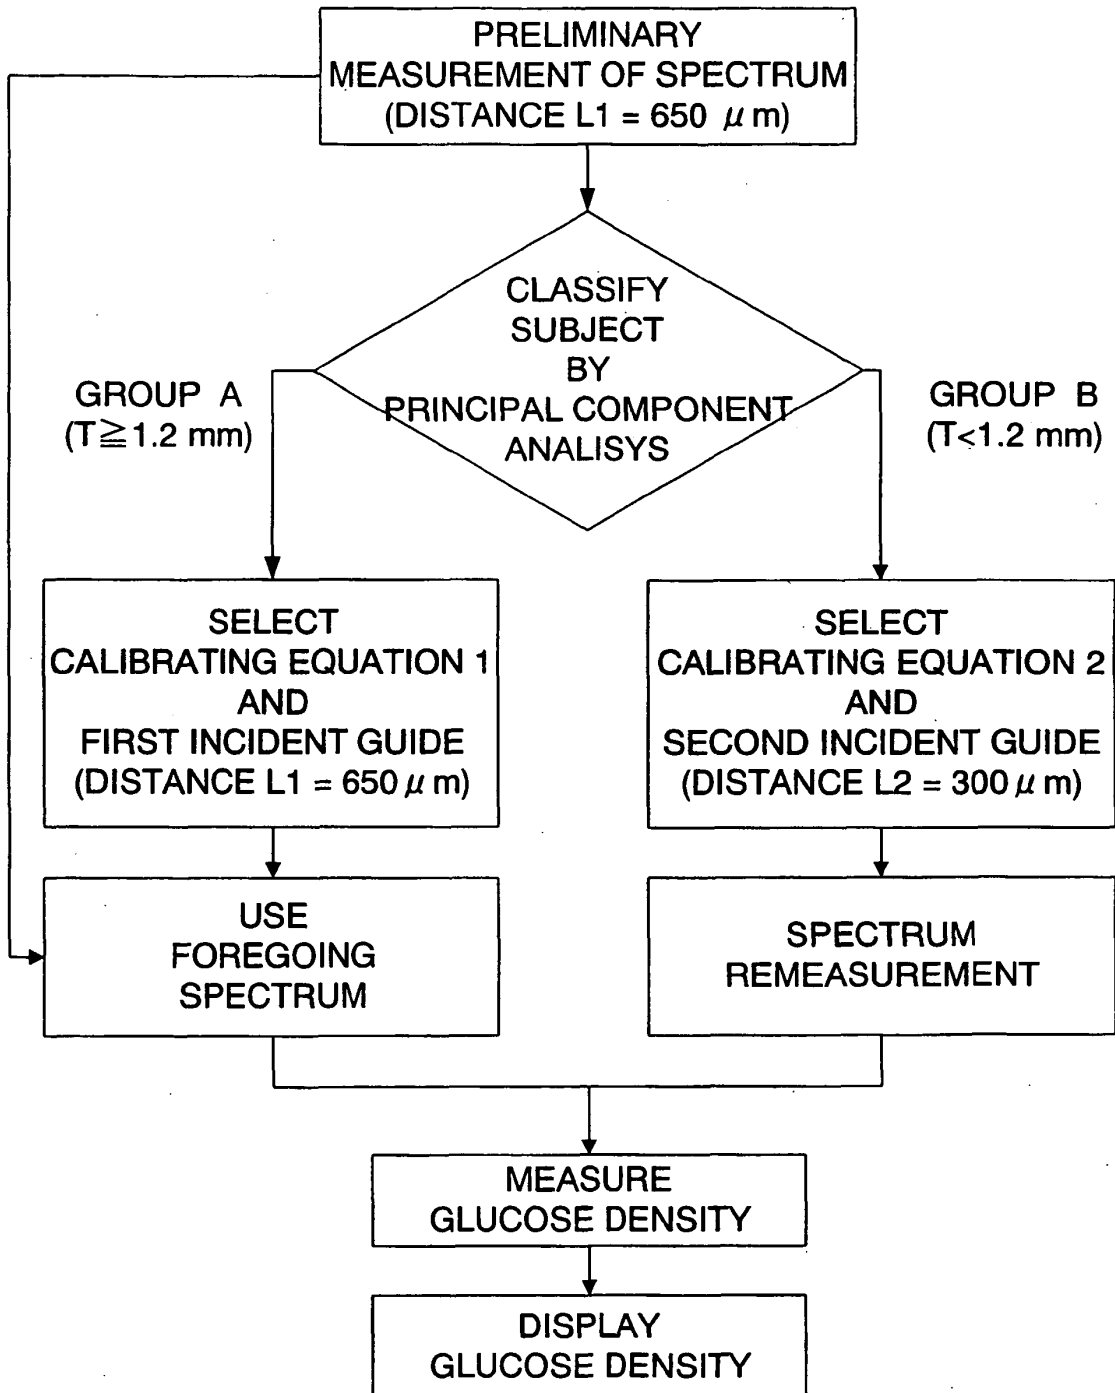 PRELIMINARY
MEASUREMENT OF SPECTRUM
(DISTANCE L1 = 650 μm)
CLASSIFY
SUBJECT
BY
PRINCIPAL COMPONENT
ANALISYS
GROUP A
(T≧1.2 mm)
GROUP B
(T<1.2 mm)
SELECT
CALIBRATING EQUATION 1
AND
FIRST INCIDENT GUIDE
(DISTANCE L1 = 650 μm)
SELECT
CALIBRATING EQUATION 2
AND
SECOND INCIDENT GUIDE
(DISTANCE L2 = 300 μm)
USE
FOREGOING
SPECTRUM
SPECTRUM
REMEASUREMENT
MEASURE
GLUCOSE DENSITY
DISPLAY
GLUCOSE DENSITY